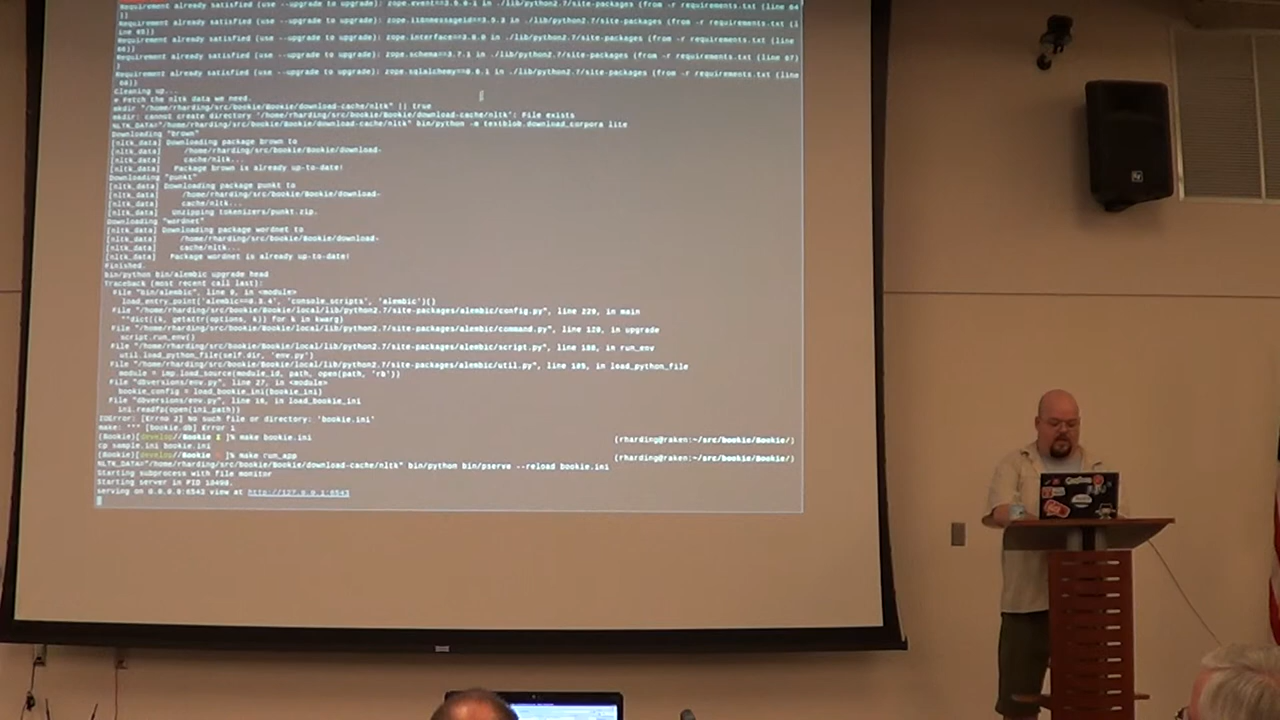 Requirement already satisfied (use --upgrade to upgrade): zope.event==3.5.0-1 in ./lib/python2.7/site-packages (from -r requirements.txt (line 64
))
Requirement already satisfied (use --upgrade to upgrade): in ./lib/python2.7/site-packages (from -r requirements.txt (l
ine 65))
Requirement already satisfied (use --upgrade to upgrade): zope.interface==3.8.0 in ./lib/python2.7/site-packages (from -r requirements.txt (line
66))
Requirement already satisfied (use --upgrade to upgrade): zope.schema==3.7.1 in ./lib/python2.7/site-packages (from -r requirements.txt (line 67)
)
Requirement already satisfied (use --upgrade to upgrade): zope.sqlalchemy==0.6.1 in ./lib/python2.7/site-packages (from -r requirements.txt (line
68))
Cleaning up...
# Fetch the nltk data we need.
mkdir "/home/rharding/src/bookie/Bookie/download-cache/nltk" || true
mkdir: cannot create directory '/home/rharding/src/bookie/Bookie/download-cache/nltk': File exists
NLTK_DATA="/home/rharding/src/bookie/Bookie/download-cache/nltk" bin/python -m textblob.download_corpora lite
Downloading "brown"
[nltk_data] Downloading package brown to
[nltk_data] /home/rharding/src/bookie/Bookie/download-
[nltk_data] cache/nltk...
[nltk_data] Package brown is already up-to-date!
Downloading "punkt"
[nltk_data] Downloading package punkt to
[nltk_data] /home/rharding/src/bookie/Bookie/download-
[nltk_data] cache/nltk...
[nltk_data] Unzipping tokenizers/punkt.zip.
Downloading "wordnet"
[nltk_data] Downloading package wordnet to
[nltk_data] /home/rharding/src/bookie/Bookie/download-
[nltk_data] cache/nltk...
[nltk_data] Package wordnet is already up-to-date!
Finished.
bin/python bin/alembic upgrade head
Traceback (most recent call last):
File "bin/alembic", line 9, in <module>
load_entry_point('alembic==0.3.4', 'console_scripts', 'alembic')()
File "/home/rharding/src/bookie/Bookie/local/lib/python2.7/site-packages/alembic/config.py", line 229, in main
**dict((k, getattr(options, k)) for k in kwarg)
File "/home/rharding/src/bookie/Bookie/local/lib/python2.7/site-packages/alembic/command.py", line 120, in upgrade
script.run_env()
File "/home/rharding/src/bookie/Bookie/local/lib/python2.7/site-packages/alembic/script.py", line 188, in run_env
util.load_python_file(self.dir, 'env.py')
File "/home/rharding/src/bookie/Bookie/local/lib/python2.7/site-packages/alembic/util.py", line 185, in load_python_file
module = imp.load_source(module_id, path, open(path, 'rb'))
File "dbversions/env.py", line 27, in <module>
bookie_config = load_bookie_ini(bookie_ini)
File "dbversions/env.py", line 16, in load_bookie_ini
ini.readfp(open(ini_path))
IOError: [Errno 2] No such file or directory: 'bookie.ini'
make: *** [bookie.db] Error 1
(Bookie)[develop//Bookie ]% make bookie.ini (rharding@raken:~/src/bookie/Bookie/)
cp sample.ini bookie.ini
(Bookie)[develop//Bookie ]% make run_app (rharding@raken:~/src/bookie/Bookie/)
NLTK_DATA="/home/rharding/src/bookie/Bookie/download-cache/nltk" bin/python bin/pserve --reload bookie.ini
Starting subprocess with file monitor
Starting server in PID 10498.
serving on 0.0.0.0:6543 view at http://127.0.0.1:6543